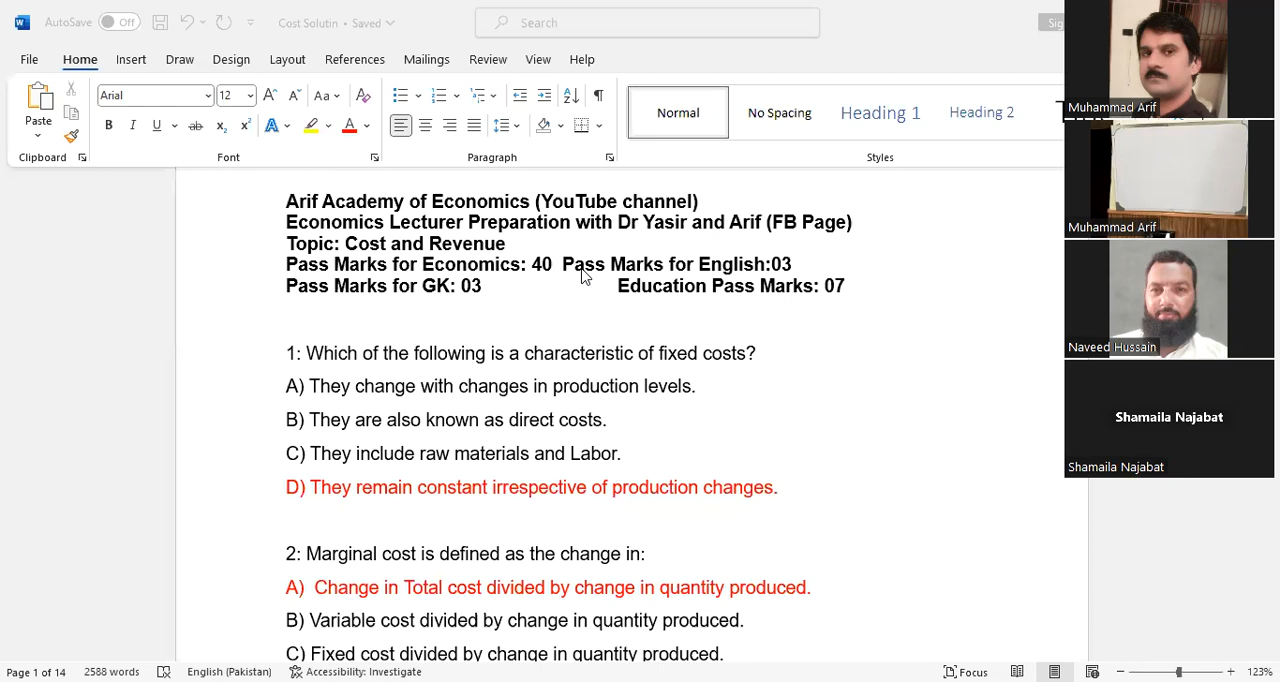 AutoSave Off Cost Solutin • Saved Search Sig
File Home Insert Draw Design Layout References Mailings Review View Help
Paste Arial 12 Normal No Spacing Heading 1 Heading 2
Clipboard Font Paragraph Styles
Arif Academy of Economics (YouTube channel)
Economics Lecturer Preparation with Dr Yasir and Arif (FB Page)
Topic: Cost and Revenue
Pass Marks for Economics: 40 Pass Marks for English:03
Pass Marks for GK: 03 Education Pass Marks: 07
1: Which of the following is a characteristic of fixed costs?
A) They change with changes in production levels.
B) They are also known as direct costs.
C) They include raw materials and Labor.
D) They remain constant irrespective of production changes.
2: Marginal cost is defined as the change in:
A) Change in Total cost divided by change in quantity produced.
B) Variable cost divided by change in quantity produced.
C) Fixed cost divided by change in quantity produced.
Page 1 of 14 2588 words English (Pakistan) Accessibility: Investigate Focus 123%
Muhammad Arif
Muhammad Arif
Naveed Hussain
Shamaila Najabat
Shamaila Najabat